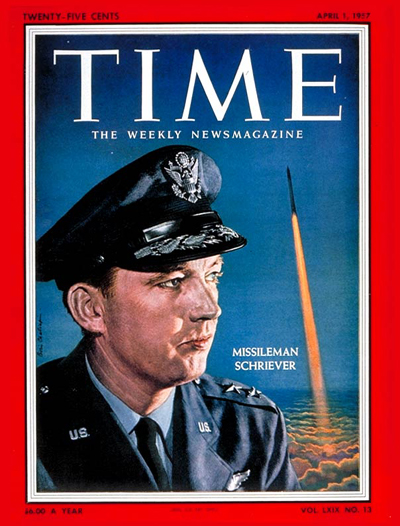 TWENTY-FIVE CENTS
APRIL 1, 1957
TIME
THE WEEKLY NEWSMAGAZINE
MISSILEMAN
SCHRIEVER
U.S.
U.S.
$6.00 A YEAR
VOL. LXIX NO. 13